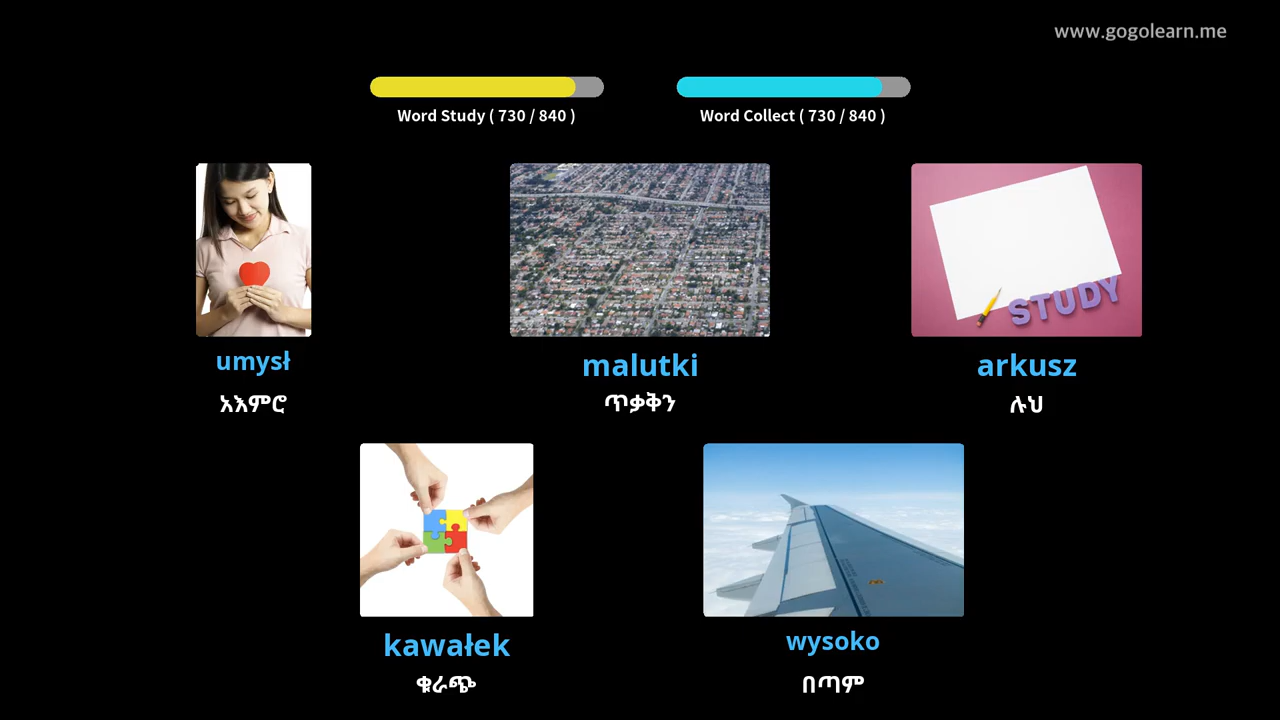 www.gogolearn.me
Word Study ( 730 / 840 )
Word Collect ( 730 / 840 )
STUDY
umysł
malutki
arkusz
አእምሮ
ጥቃቅን
ሉህ
kawałek
wysoko
ቁራጭ
በጣም